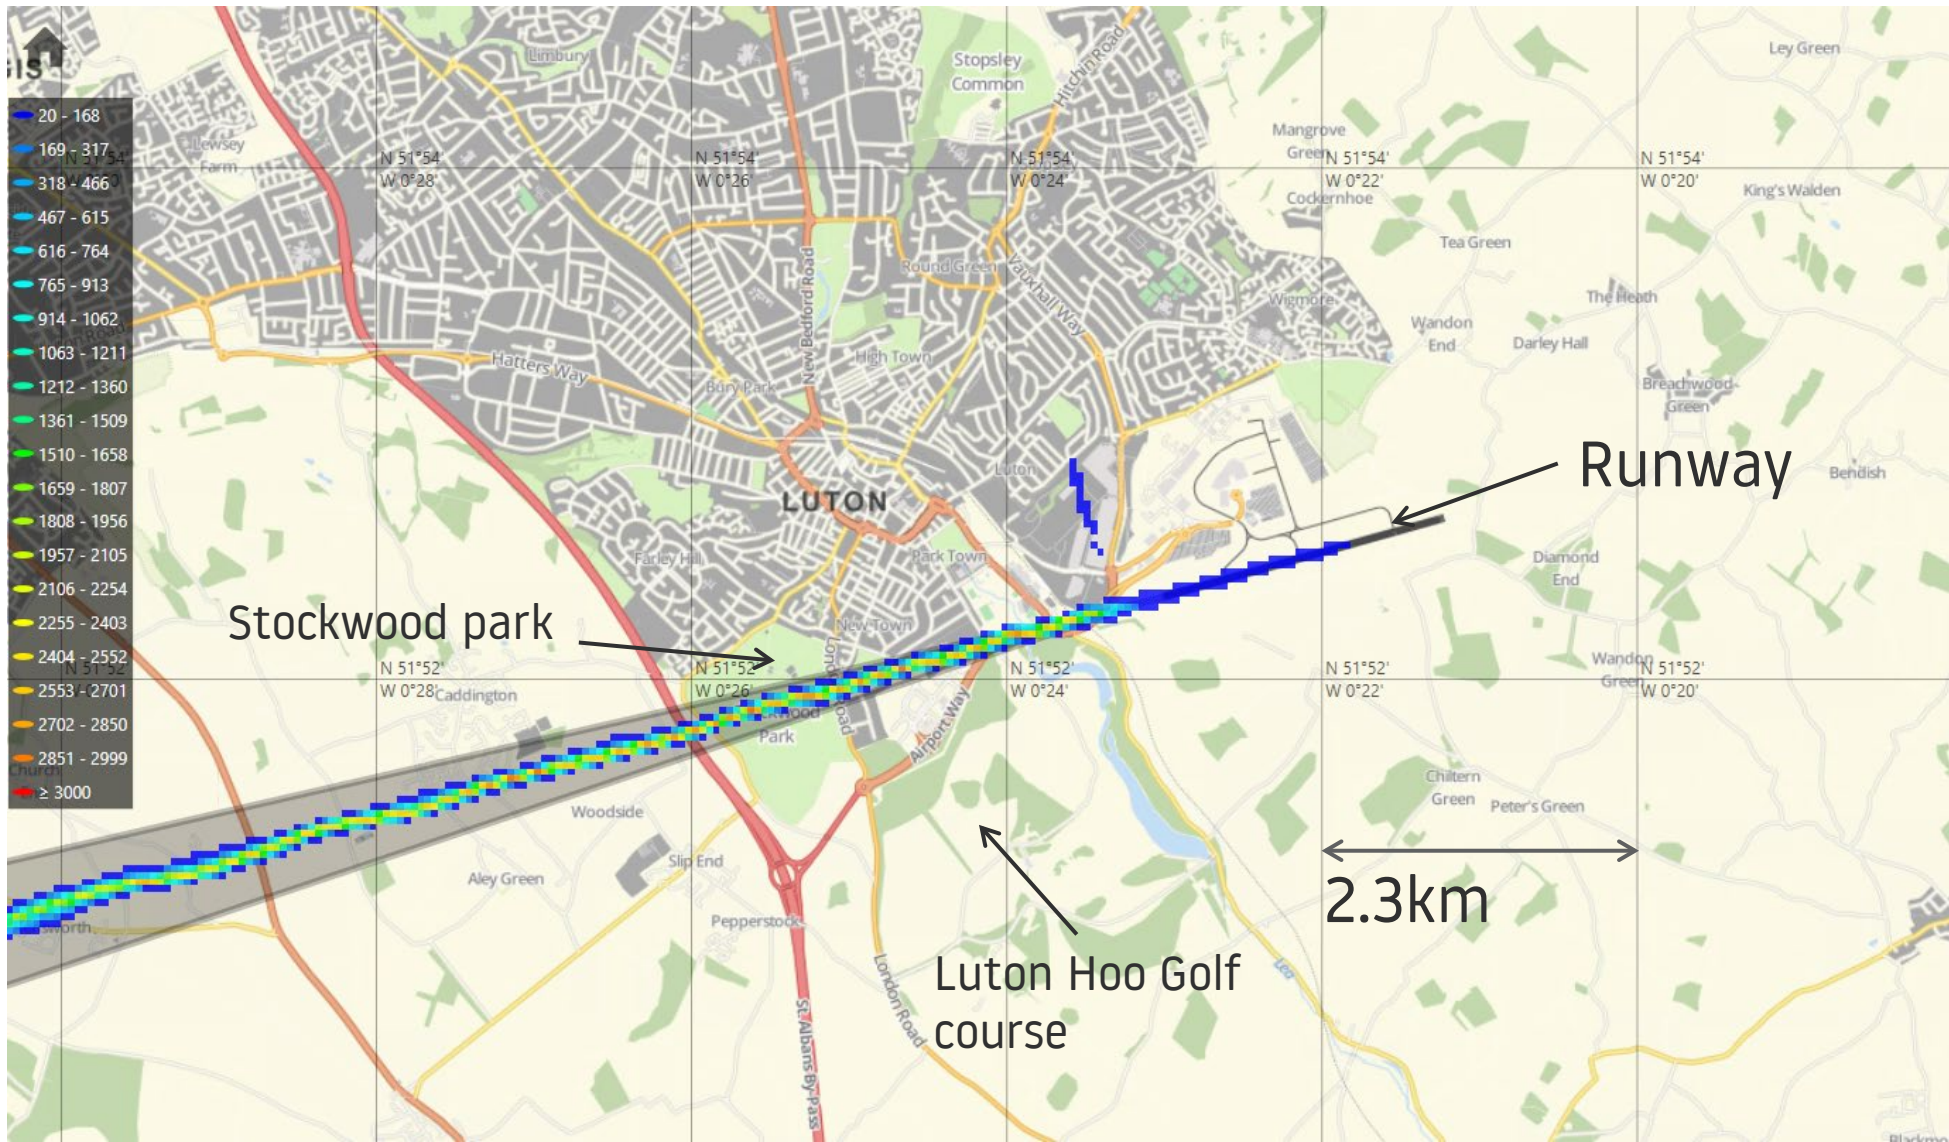 Limbury
Stopsley
Common
Hitchin Road
Ley Green
GIS
20 - 168
169 - 317
318 - 466
467 - 615
616 - 764
765 - 913
914 - 1062
1063 - 1211
1212 - 1360
1361 - 1509
1510 - 1658
1659 - 1807
1808 - 1956
1957 - 2105
2106 - 2254
2255 - 2403
2404 - 2552
2553 - 2701
2702 - 2850
2851 - 2999
≥ 3000
Lewsey
Farm
Mangrove
Green
Cockernhoe
King's Walden
N 51°54'
W 0°28'
N 51°54'
W 0°26'
N 51°54'
W 0°24'
N 51°54'
W 0°22'
N 51°54'
W 0°20'
Tea Green
Round Green
Vauxhall Way
New Bedford Road
Wigmore
The Heath
Wandon
End
Darley Hall
Hatters Way
High Town
Bury Park
Breachwood
Green
Runway
Luton
Bendish
LUTON
Farley Hill
Park Town
Diamond
End
Stockwood park
New Town
London Road
N 51°52'
N 51°52'
W 0°28'
N 51°52'
W 0°26'
N 51°52'
W 0°24'
N 51°52'
W 0°22'
N 51°52'
W 0°20'
Wandon
Green
Caddington
Park
Airport Way
Church
Chiltern
Green
Peter's Green
Woodside
Slip End
Aley Green
2.3km
Pepperstock
sworth
Luton Hoo Golf
course
London Road
Lea
St. Albans By-Pass